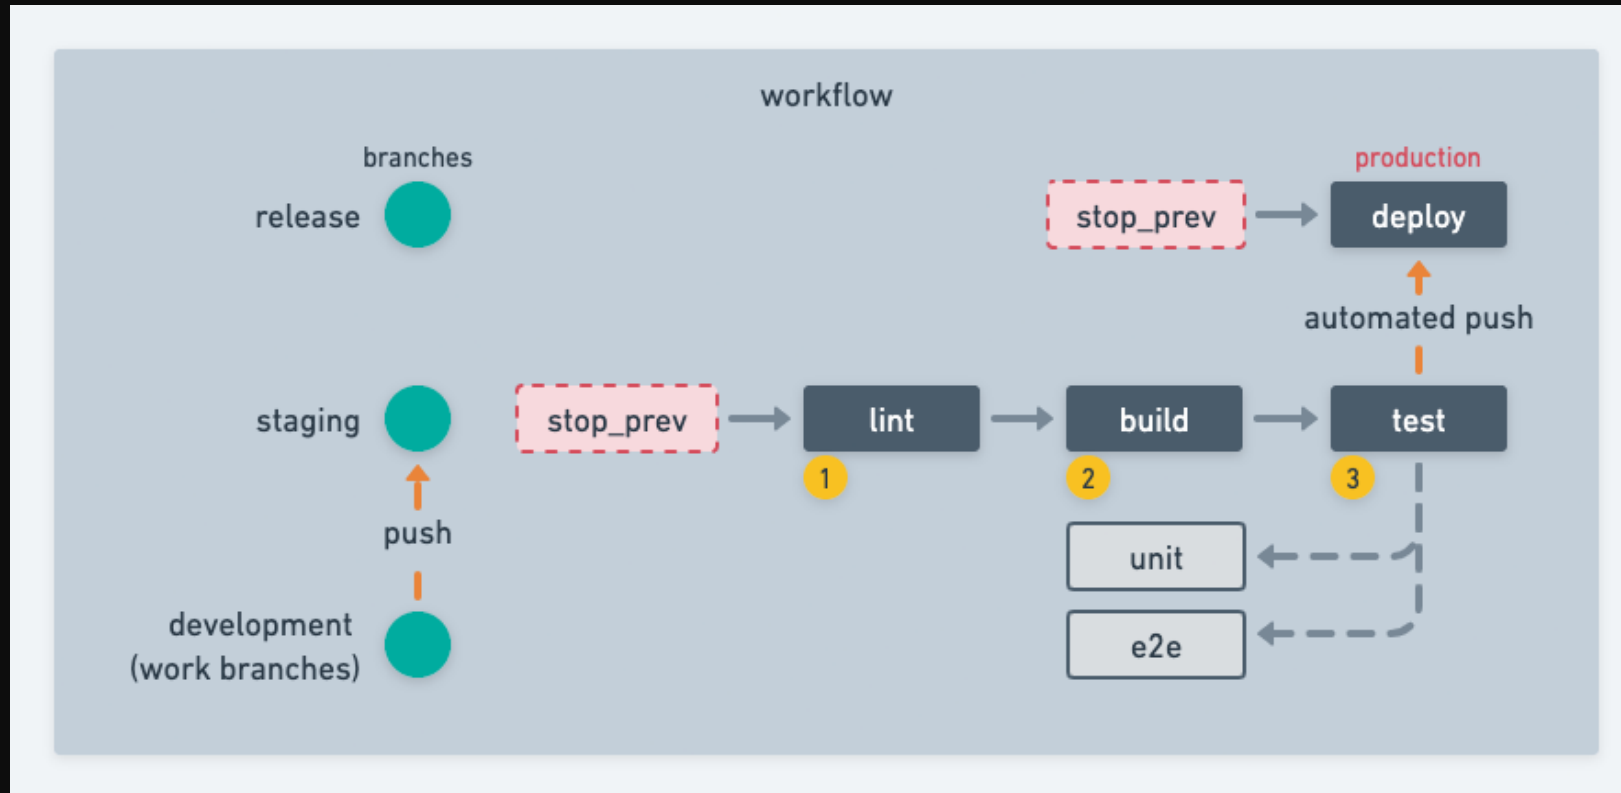 workflow
branches
production
release
stop_prev
deploy
automated push
staging
stop_prev
lint
build
test
1
2
3
push
unit
development
(work branches)
e2e